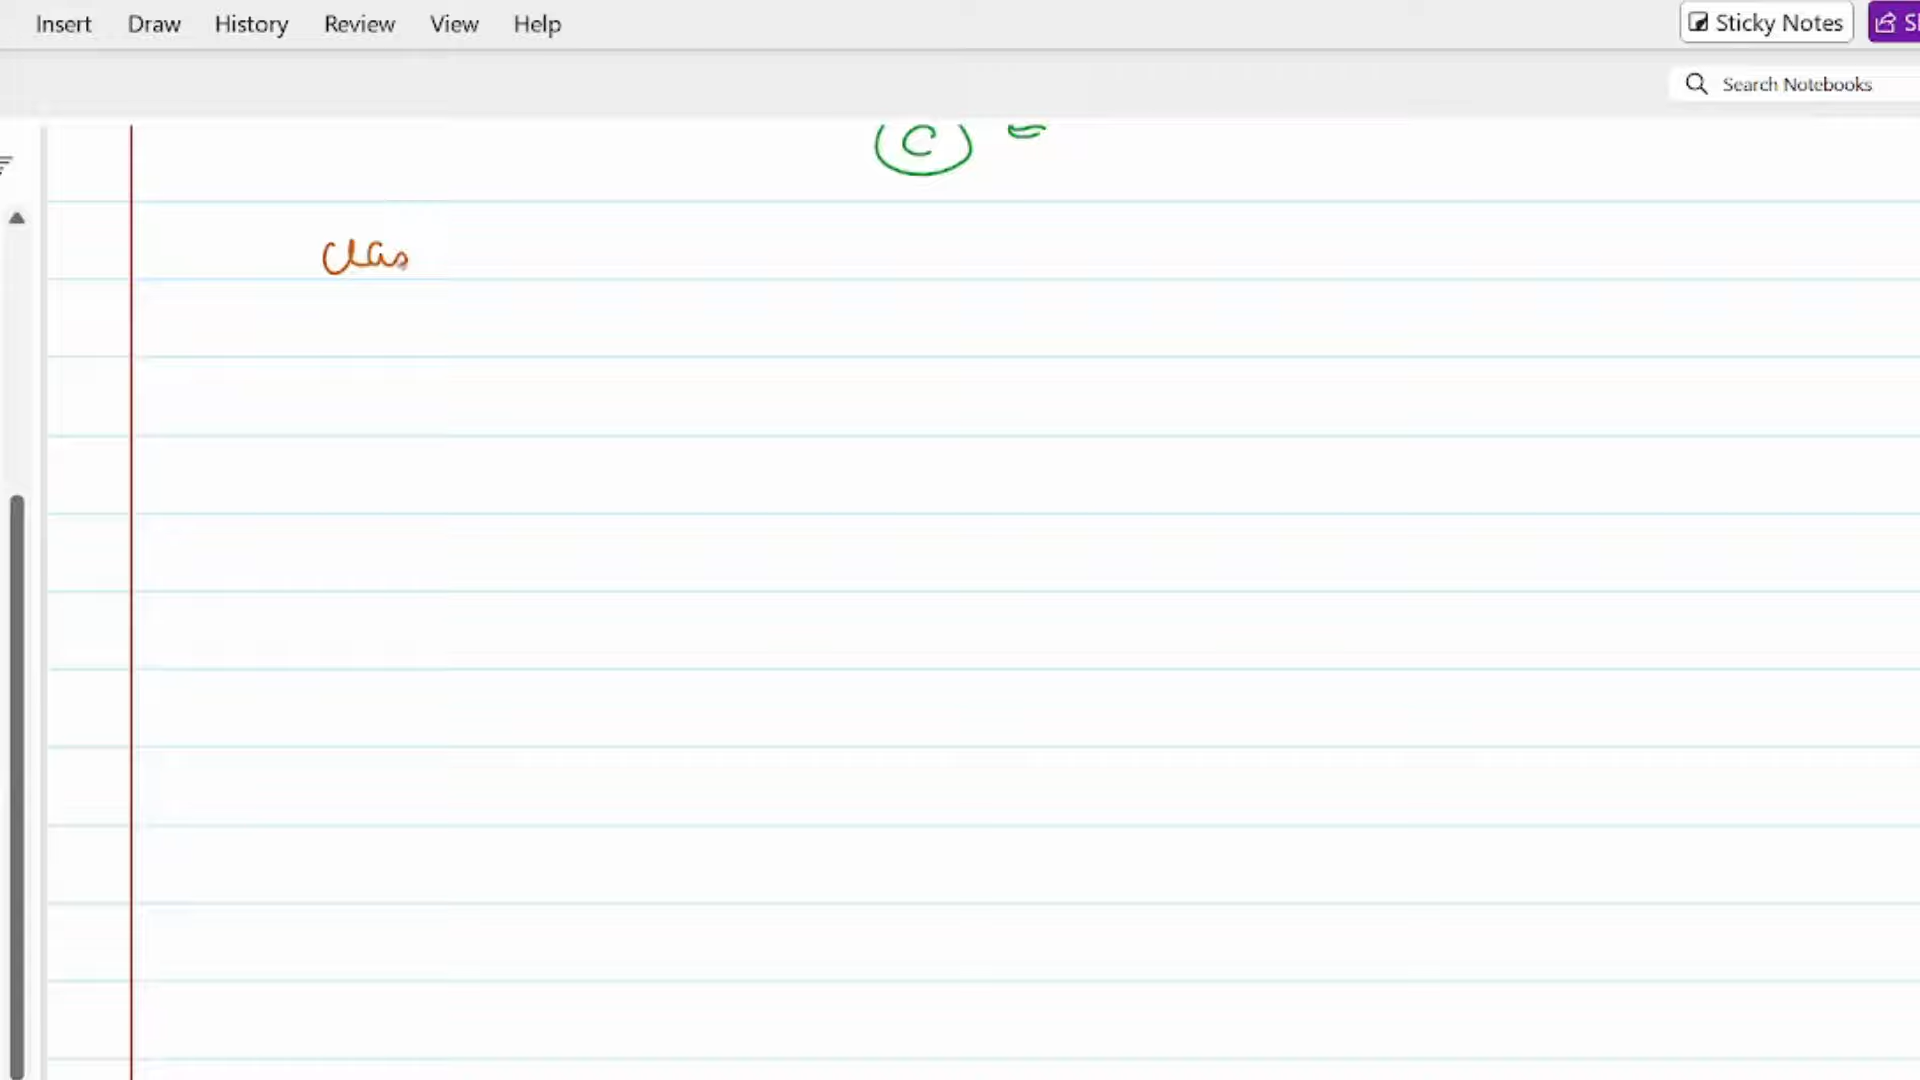 Insert Draw History Review View Help Sticky Notes
Search Notebooks
C =
clas